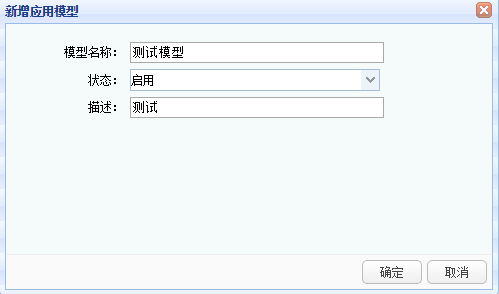 新增应用模型
模型名称： 测试模型
状态： 启用
描述： 测试
确定 取消